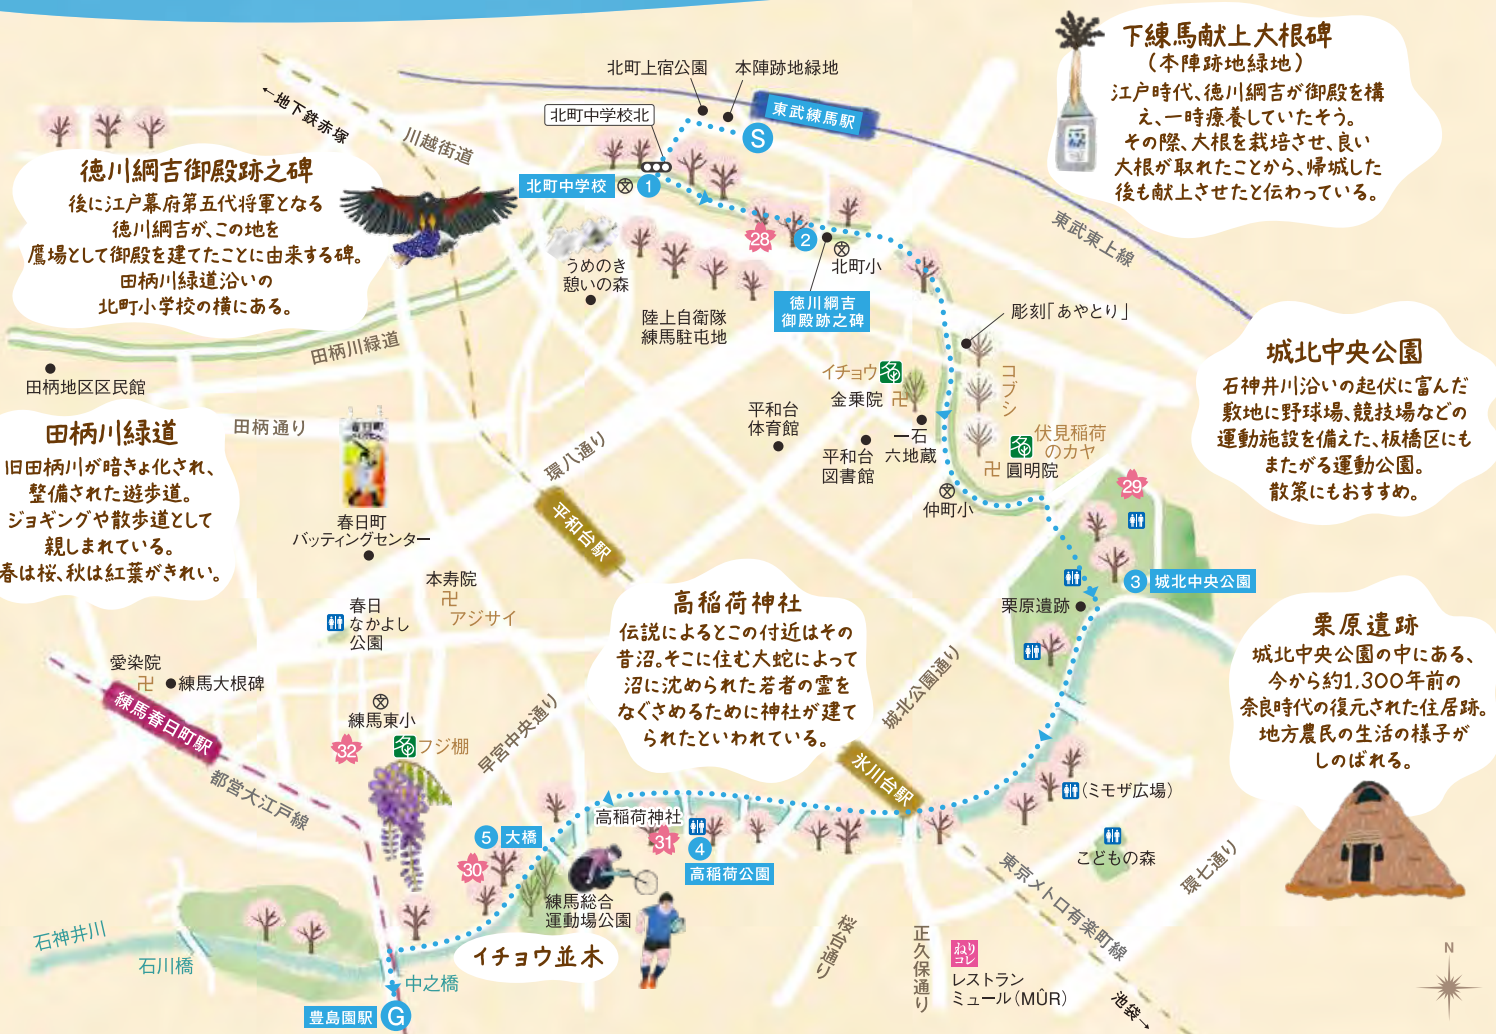 下練馬献上大根碑
（本陣跡地緑地）
江戸時代、徳川綱吉が御殿を構
え、一時療養していたそう。
その際、大根を栽培させ、良い
大根が取れたことから、帰城した
後も献上させたと伝わっている。
北町上宿公園
本陣跡地緑地
東武練馬駅
S
北町中学校北
←地下鉄赤塚
川越街道
北町中学校
1
徳川綱吉御殿跡之碑
後に江戸幕府第五代将軍となる
徳川綱吉が、この地を
鷹場として御殿を建てたことに由来する碑。
田柄川緑道沿いの
北町小学校の横にある。
28
2
北町小
徳川綱吉
御殿跡之碑
東武東上線
うめのき
憩いの森
陸上自衛隊
練馬駐屯地
彫刻「あやとり」
田柄川緑道
田柄地区区民館
城北中央公園
石神井川沿いの起伏に富んだ
敷地に野球場、競技場などの
運動施設を備えた、板橋区にも
またがる運動公園。
散策にもおすすめ。
イチョウ
名
金乗院
卍
コブシ
平和台
体育館
平和台
図書館
一石
六地蔵
名
伏見稲荷
のカヤ
卍
圓明院
田柄川緑道
旧田柄川が暗きょ化され、
整備された遊歩道。
ジョギングや散歩道として
親しまれている。
春は桜、秋は紅葉がきれい。
田柄通り
環八通り
春日町
バッティングセンター
平和台駅
仲町小
29
3
城北中央公園
栗原遺跡
本寿院
卍
アジサイ
春日
なかよし
公園
高稲荷神社
伝説によるとこの付近はその
昔沼。そこに住む大蛇によって
沼に沈められた若者の霊を
なぐさめるために神社が建て
られたといわれている。
栗原遺跡
城北中央公園の中にある、
今から約1,300年前の
奈良時代の復元された住居跡。
地方農民の生活の様子が
しのばれる。
愛染院
卍
練馬大根碑
練馬春日町駅
練馬東小
32
名
フジ棚
早宮中央通り
城北公園通り
氷川台駅
都営大江戸線
（ミモザ広場）
こどもの森
環七通り
東京メトロ有楽町線
高稲荷神社
31
4
高稲荷公園
5
大橋
30
練馬総合
運動場公園
イチョウ並木
石神井川
石川橋
中之橋
豊島園駅
G
桜台通り
正久保通り
ねり
コレ
レストラン
ミュール（MÛR）
池袋→
N